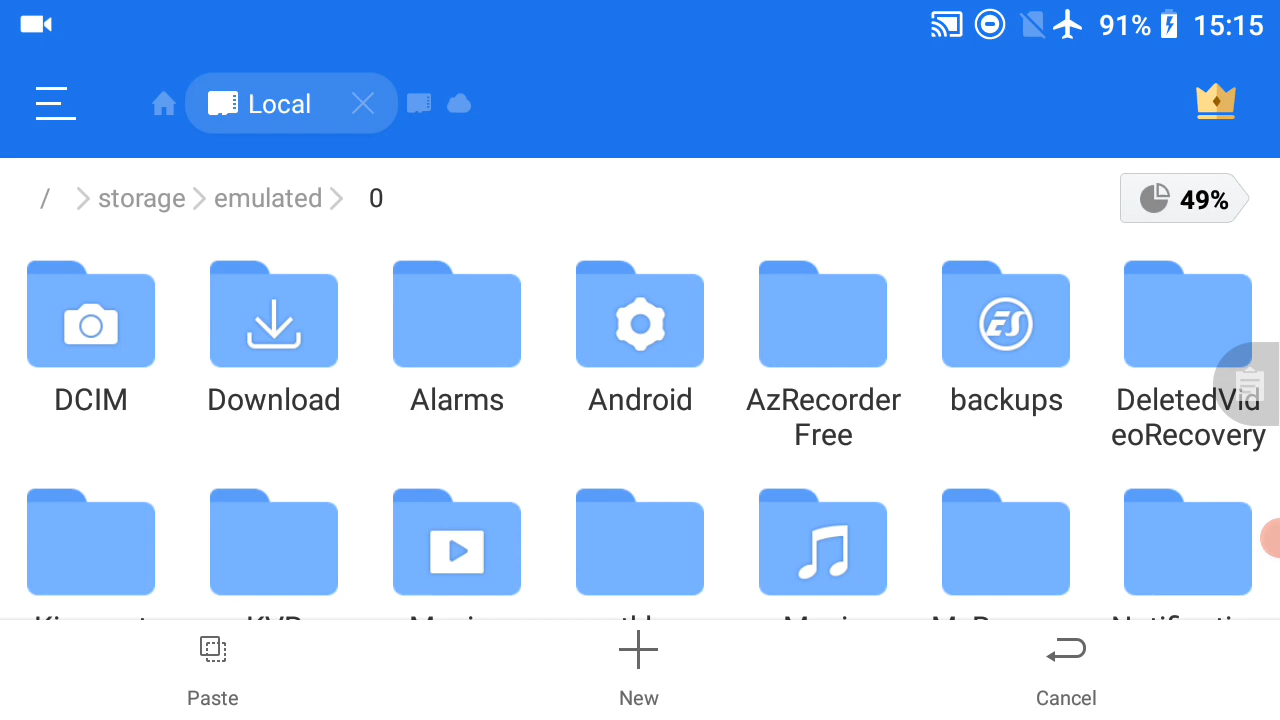 91% 15:15
Local
/ storage emulated 0
49%
DCIM Download Alarms Android AzRecorder backups DeletedVid
Free eoRecovery
ES
Paste New Cancel